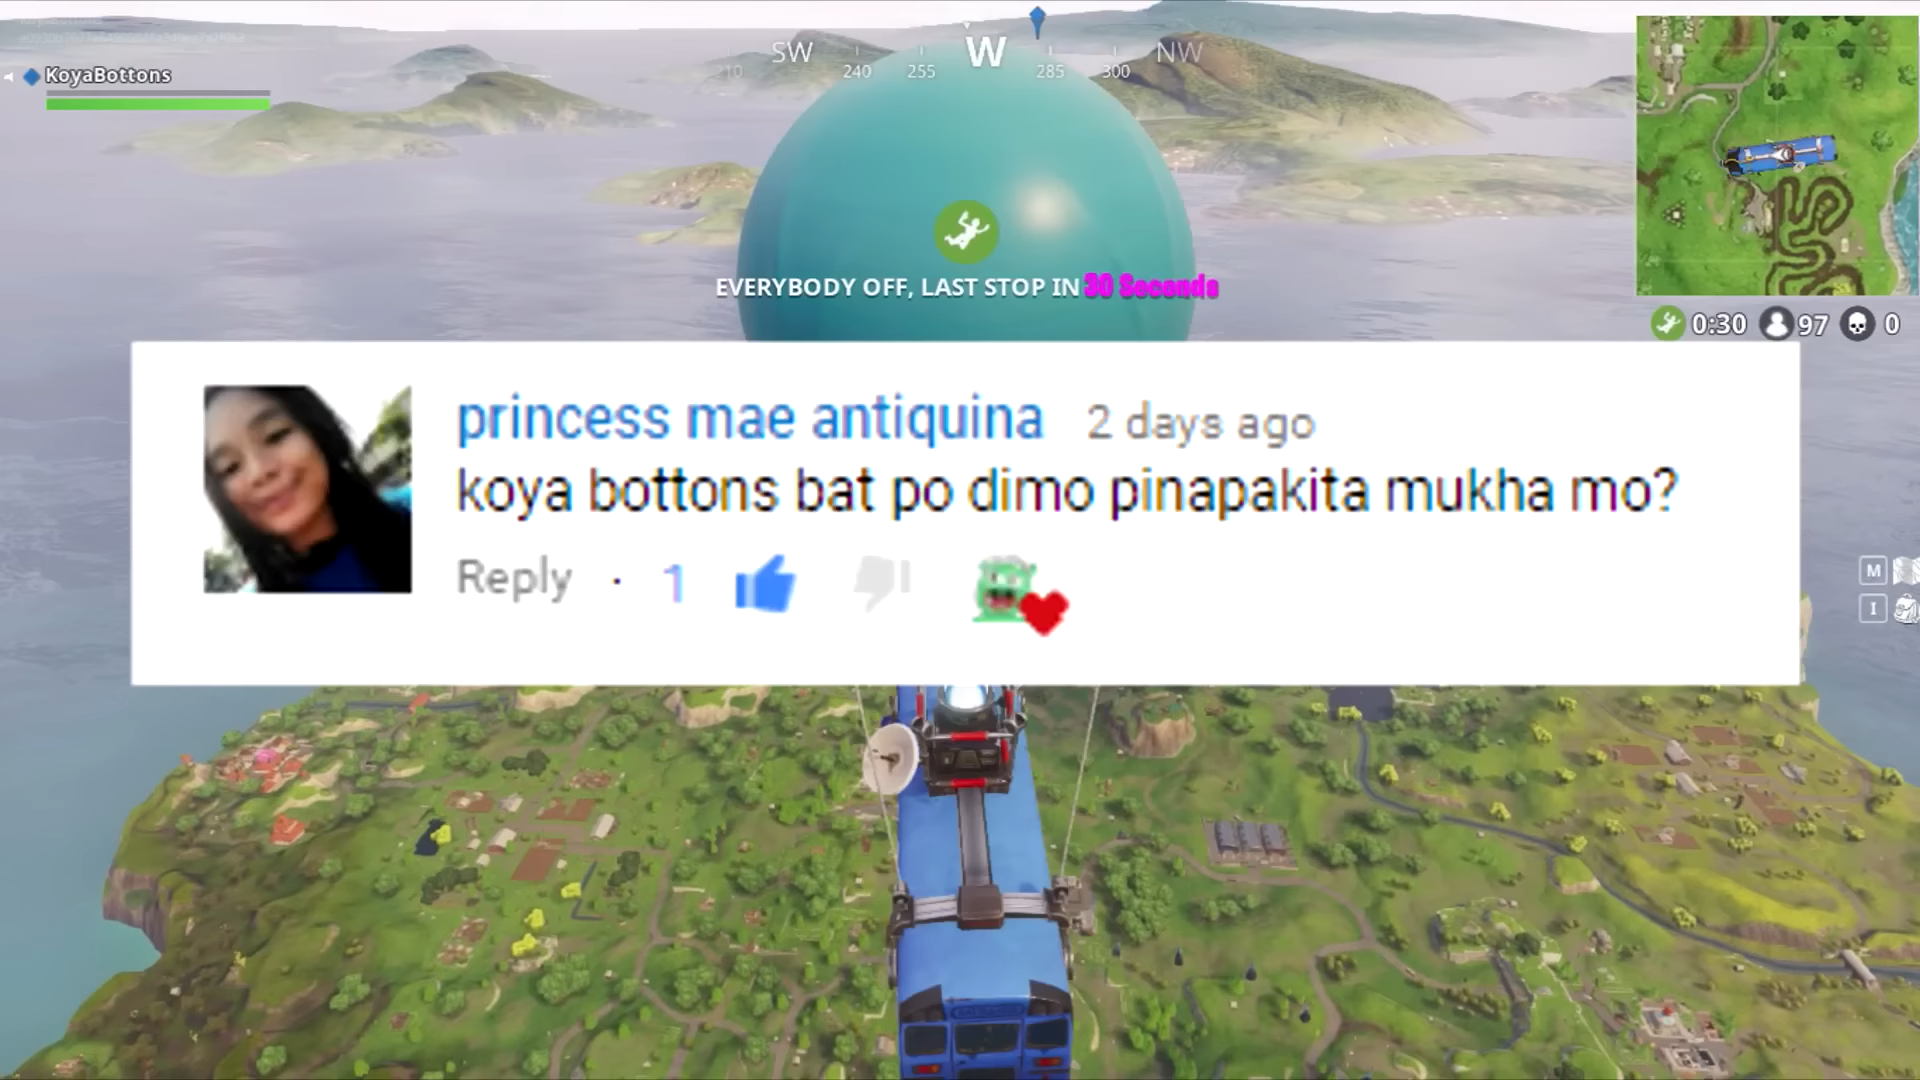 SW W NW
210 240 255 285 300
KoyaBottons
EVERYBODY OFF, LAST STOP IN 30 Seconds
0:30 97 0
princess mae antiquina 2 days ago
koya bottons bat po dimo pinapakita mukha mo?
Reply · 1
M
I